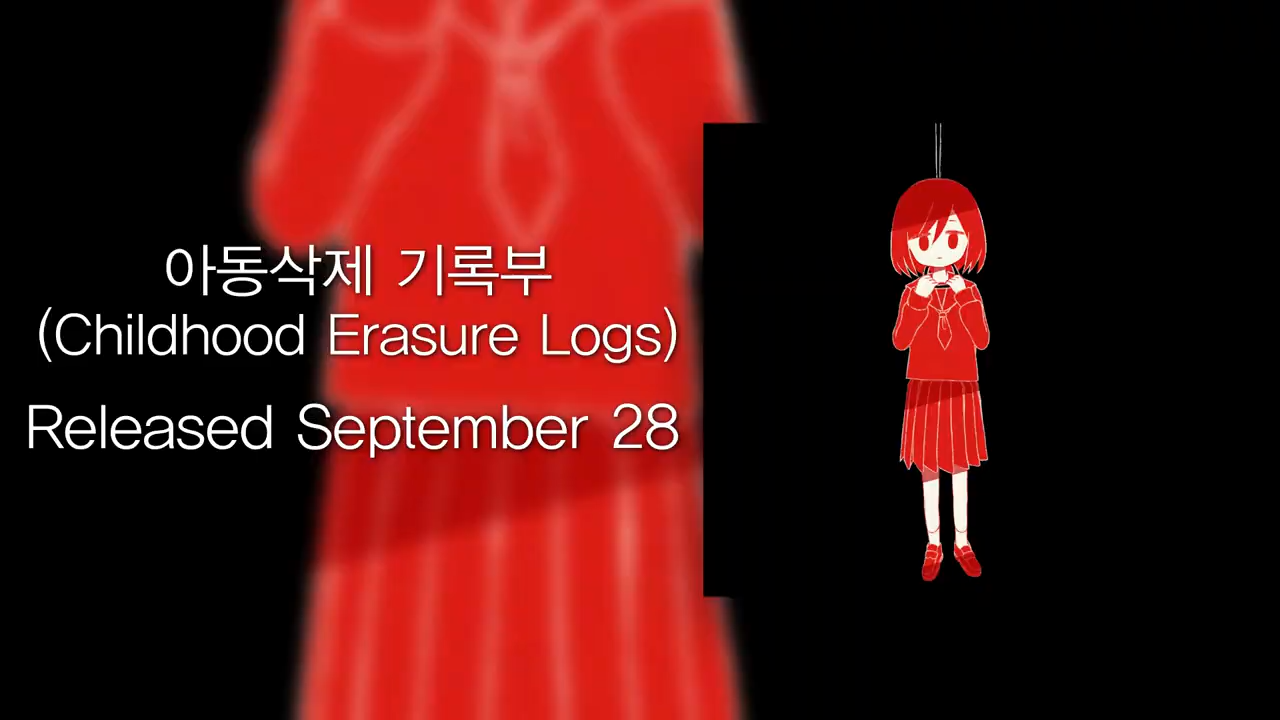 아동삭제 기록부
(Childhood Erasure Logs)
Released September 28